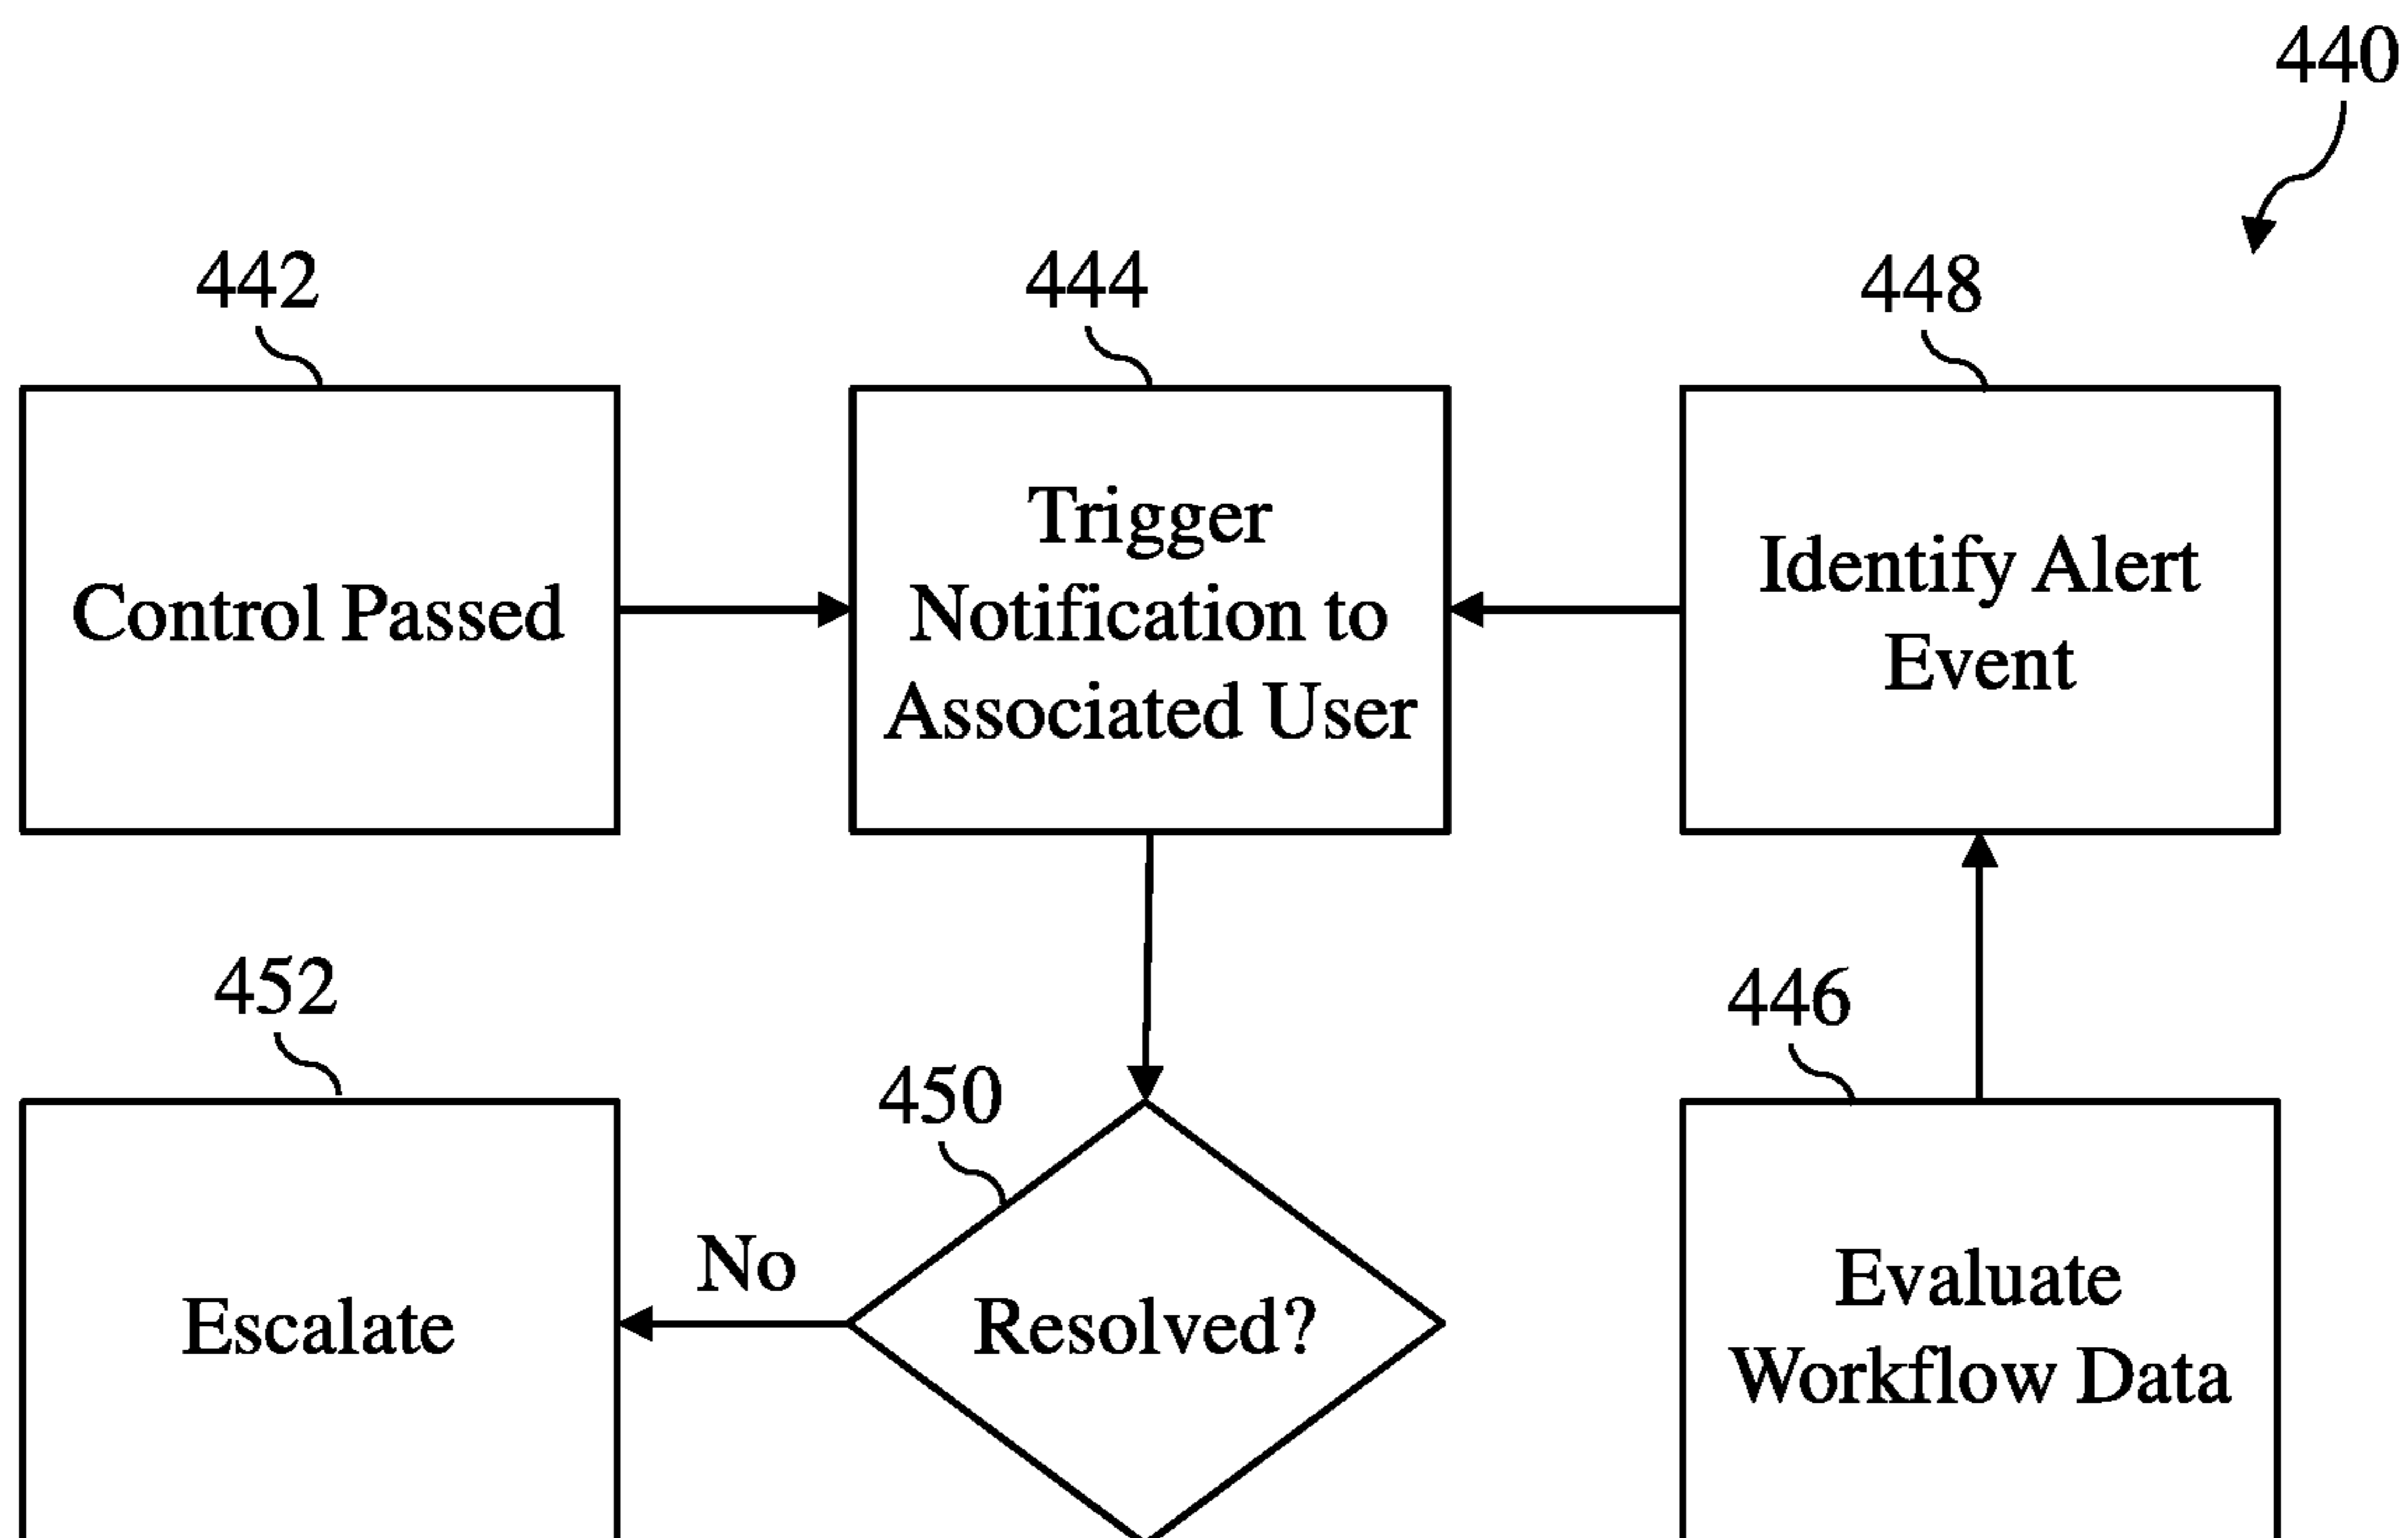 440
442
444
448
Control Passed
Trigger
Notification to
Associated User
Identify Alert
Event
452
450
446
No
Escalate
Resolved?
Evaluate
Workflow Data